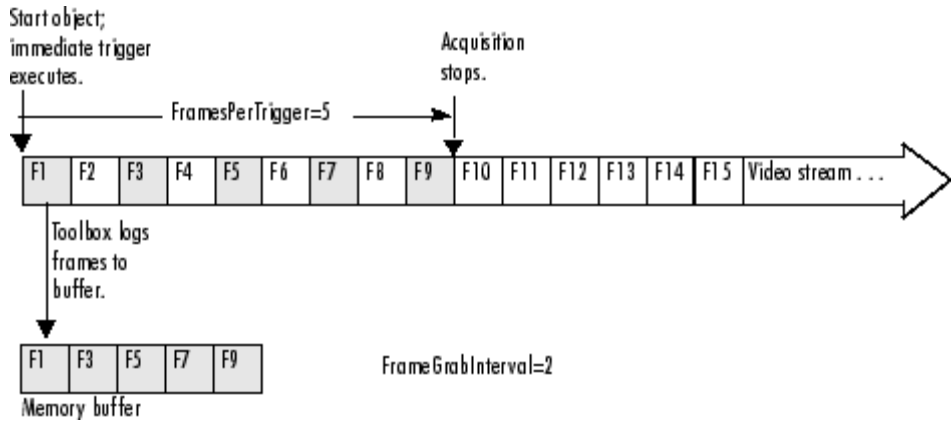 Start object;
immediate trigger
executes.
Acquisition
stops.
FramesPerTrigger=5
F1 F2 F3 F4 F5 F6 F7 F8 F9 F10 F11 F12 F13 F14 F15 Video stream . . .
Toolbox logs
frames to
buffer.
F1 F3 F5 F7 F9
FrameGrabInterval=2
Memory buffer